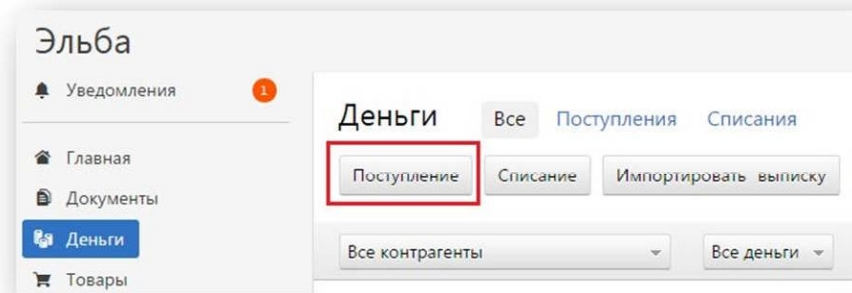 Эльба
Уведомления 1
Главная
Документы
Деньги
Товары
Деньги Все Поступления Списания
Поступление Списание Импортировать выписку
Все контрагенты Все деньги